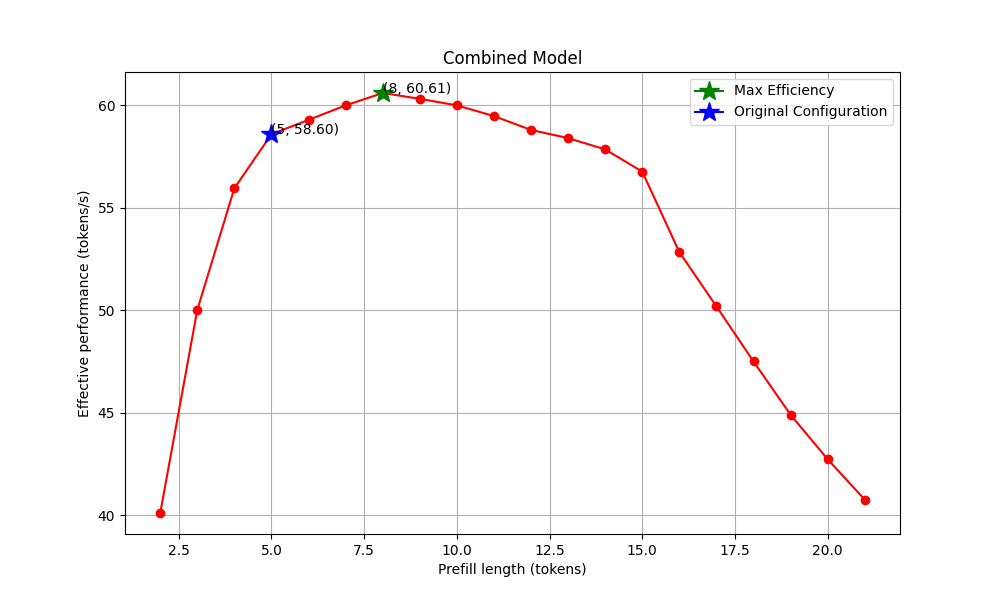 Combined Model
Max Efficiency
Original Configuration
(8, 60.61)
(5, 58.60)
Effective performance (tokens/s)
60
55
50
45
40
2.5 5.0 7.5 10.0 12.5 15.0 17.5 20.0
Prefill length (tokens)